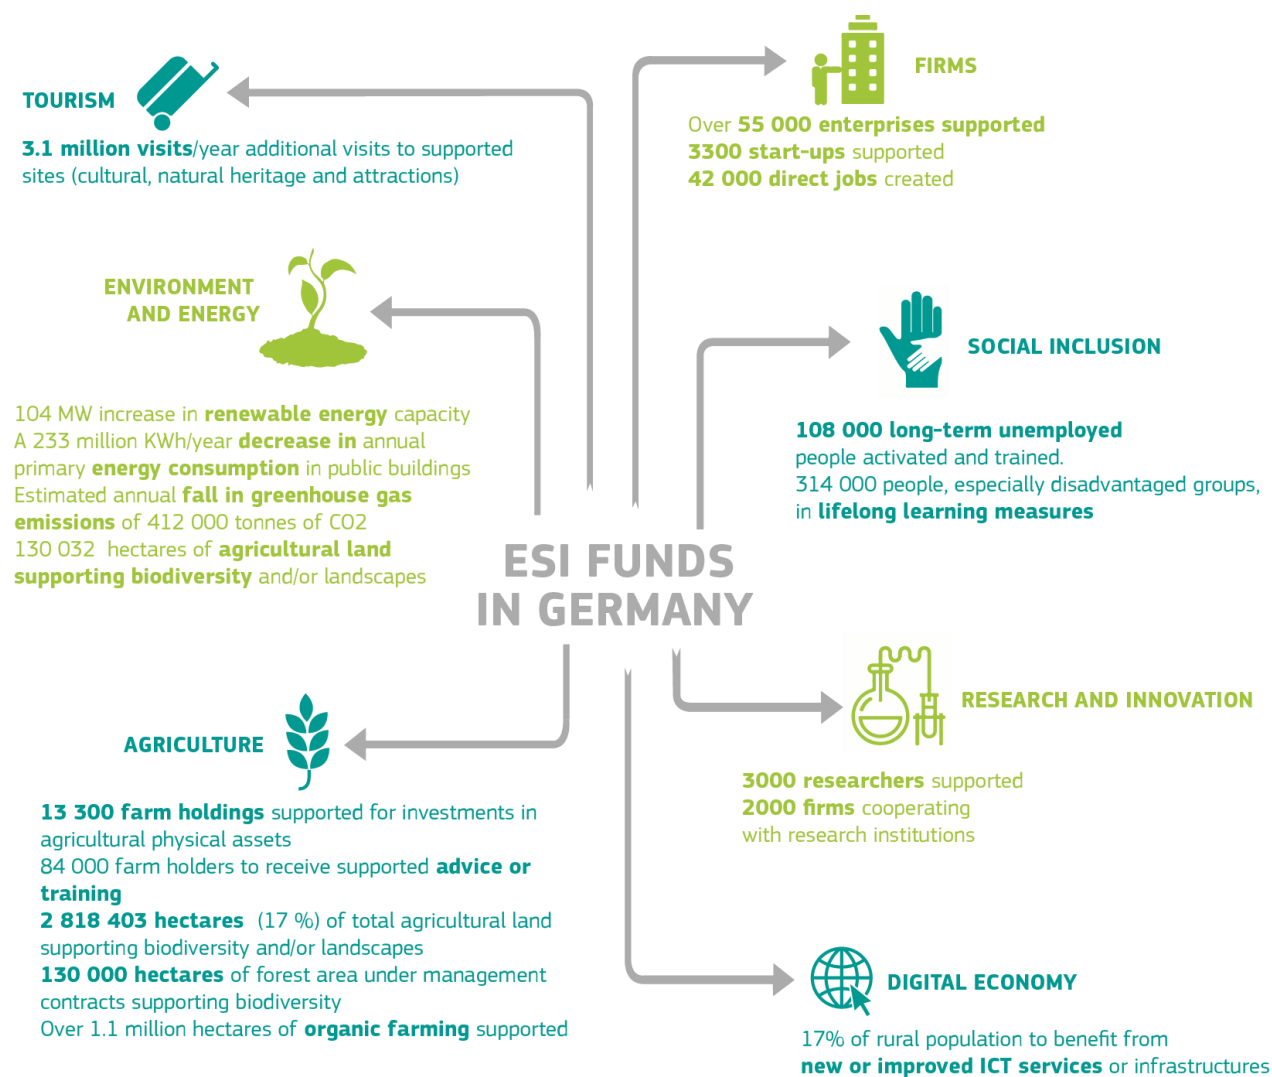 TOURISM
3.1 million visits/year additional visits to supported
sites (cultural, natural heritage and attractions)
FIRMS
Over 55 000 enterprises supported
3300 start-ups supported
42 000 direct jobs created
ENVIRONMENT
AND ENERGY
104 MW increase in renewable energy capacity
A 233 million KWh/year decrease in annual
primary energy consumption in public buildings
Estimated annual fall in greenhouse gas
emissions of 412 000 tonnes of CO2
130 032 hectares of agricultural land
supporting biodiversity and/or landscapes
SOCIAL INCLUSION
108 000 long-term unemployed
people activated and trained.
314 000 people, especially disadvantaged groups,
in lifelong learning measures
ESI FUNDS
IN GERMANY
AGRICULTURE
13 300 farm holdings supported for investments in
agricultural physical assets
84 000 farm holders to receive supported advice or
training
2 818 403 hectares (17 %) of total agricultural land
supporting biodiversity and/or landscapes
130 000 hectares of forest area under management
contracts supporting biodiversity
Over 1.1 million hectares of organic farming supported
RESEARCH AND INNOVATION
3000 researchers supported
2000 firms cooperating
with research institutions
DIGITAL ECONOMY
17% of rural population to benefit from
new or improved ICT services or infrastructures